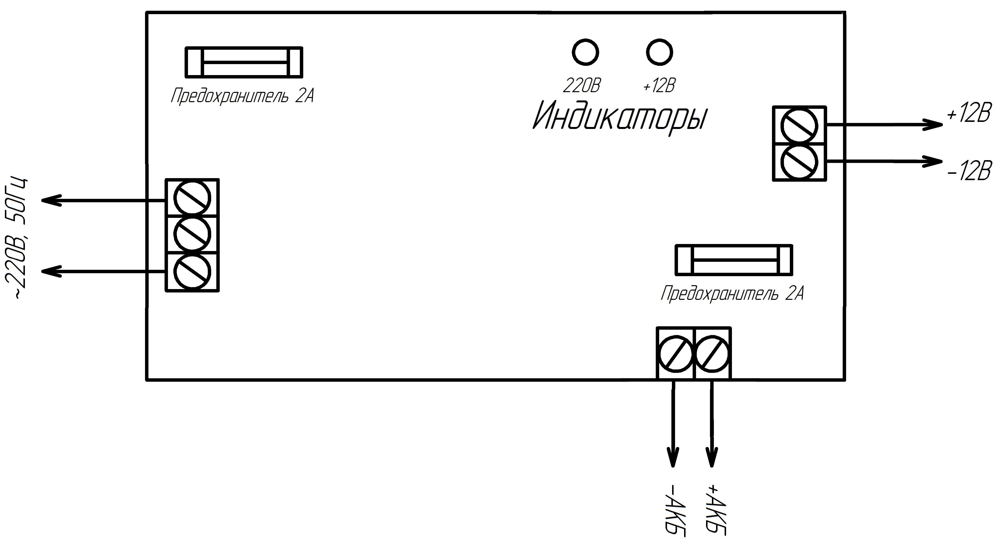 220В
+12В
Предохранитель 2А
Индикаторы
+12В
-12В
~220В, 50Гц
Предохранитель 2А
-АКБ
+АКБ